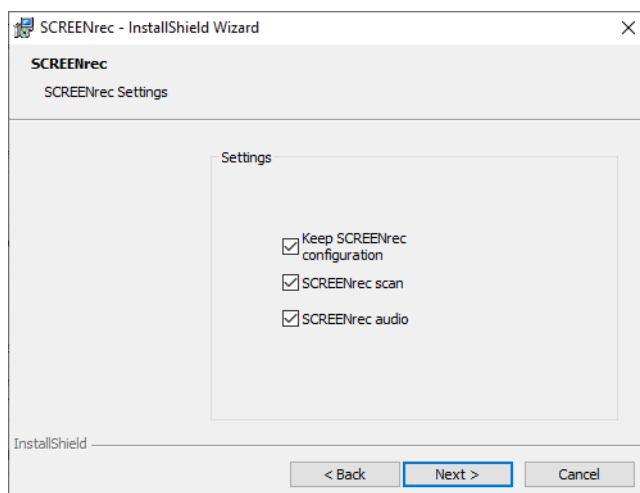 SCREENrec - InstallShield Wizard
SCREENrec
SCREENrec Settings
Settings
Keep SCREENrec
configuration
SCREENrec scan
SCREENrec audio
InstallShield
< Back
Next >
Cancel